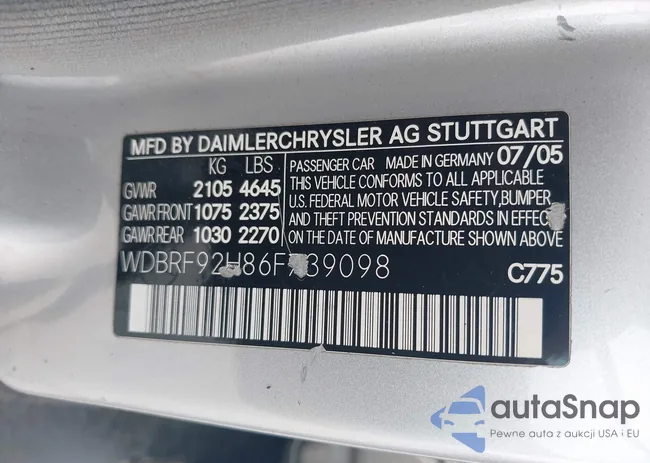 MFD BY DAIMLERCHRYSLER AG STUTTGART
KG LBS
GVWR 2105 4645
GAWR FRONT 1075 2375
GAWR REAR 1030 2270
PASSENGER CAR MADE IN GERMANY 07/05
THIS VEHICLE CONFORMS TO ALL APPLICABLE
U.S. FEDERAL MOTOR VEHICLE SAFETY, BUMPER
AND THEFT PREVENTION STANDARDS IN EFFECT
ON THE DATE OF MANUFACTURE SHOWN ABOVE
C775
autaSnap
Pewne auta z aukcji USA i EU